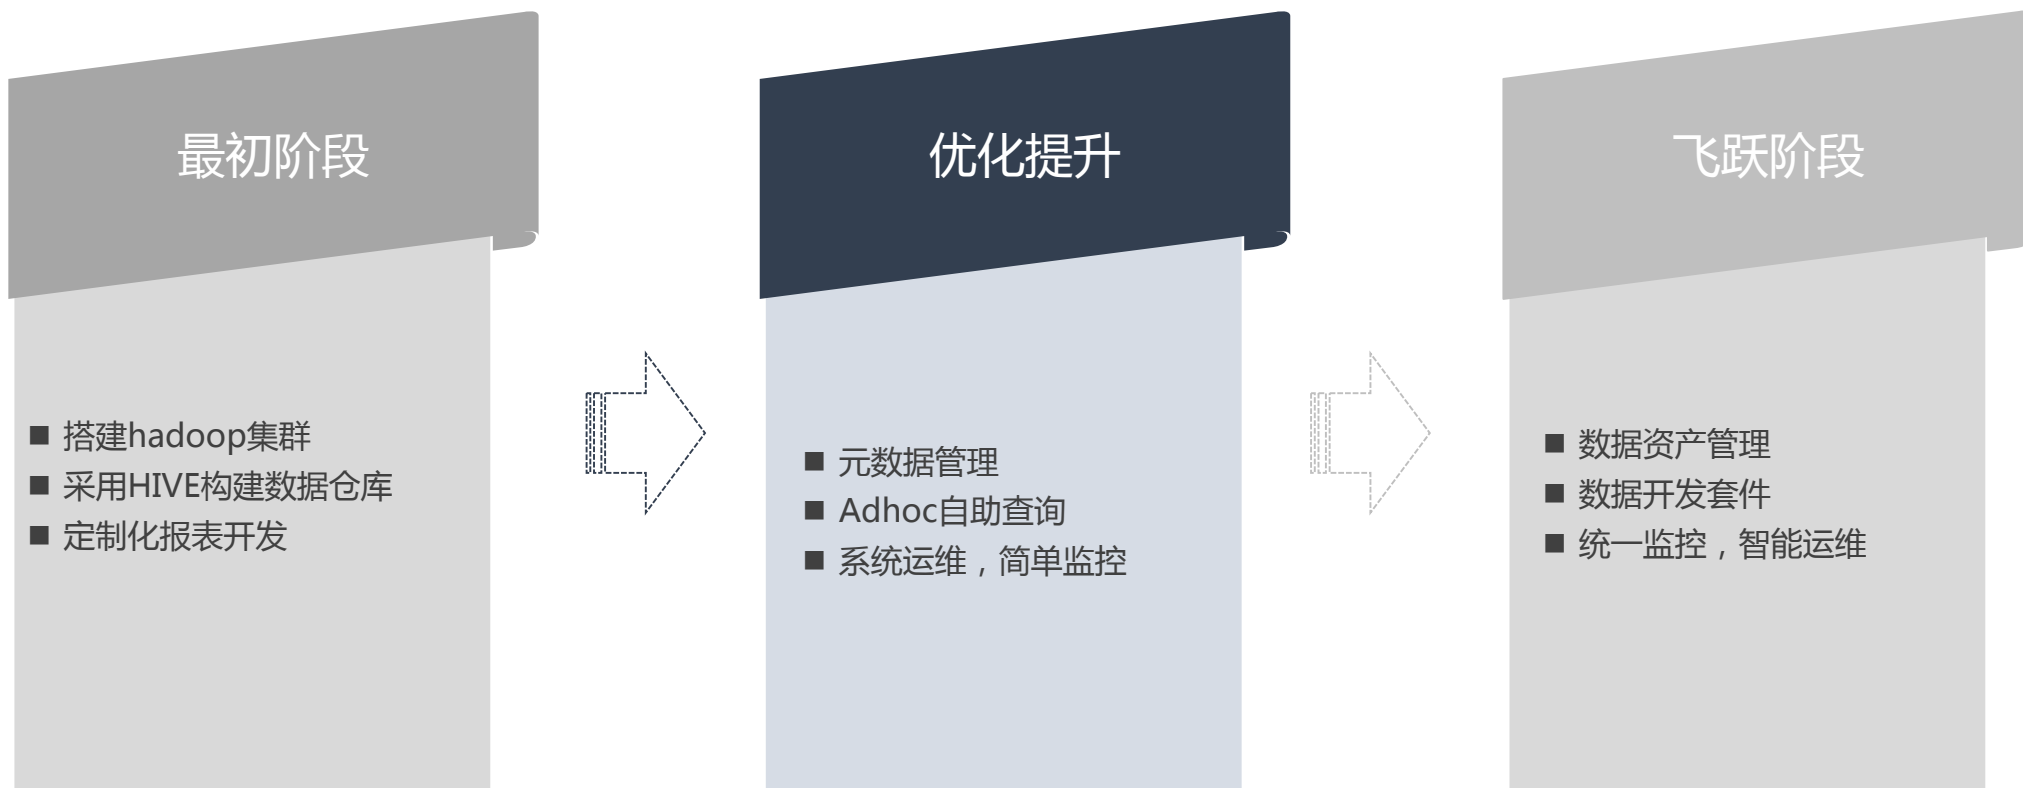 最初阶段
■ 搭建hadoop集群
■ 采用HIVE构建数据仓库
■ 定制化报表开发
优化提升
■ 元数据管理
■ Adhoc自助查询
■ 系统运维，简单监控
飞跃阶段
■ 数据资产管理
■ 数据开发套件
■ 统一监控，智能运维